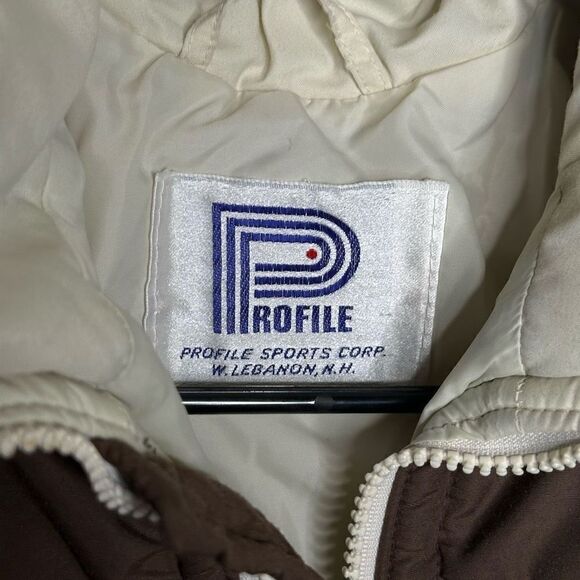 PROFILE
PROFILE SPORTS CORP.
W. LEBANON, N.H.